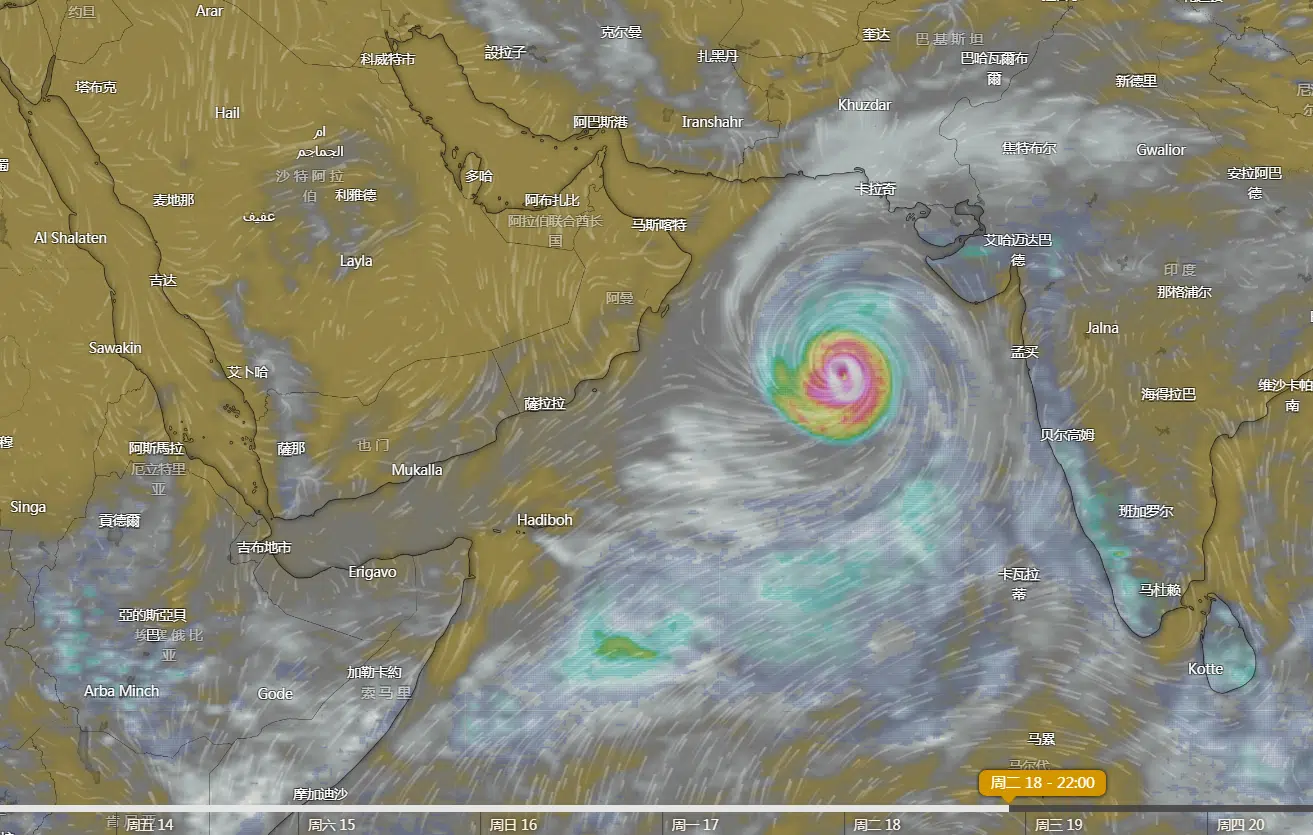 约旦
Arar
克尔曼
奎达
巴基斯坦
設拉子
扎黑丹
科威特市
巴哈瓦爾布
爾
新德里
塔布克
Hail
Khuzdar
阿巴斯港
Iranshahr
ام
الجماجم
焦特布尔
Gwalior
沙特阿拉
伯
利雅德
多哈
卡拉奇
安拉阿巴
德
麦地那
عفيف
阿布扎比
阿拉伯联合酋长
国
马斯喀特
Al Shalaten
艾哈迈达巴
德
Layla
吉达
印度
那格浦尔
阿曼
Jalna
Sawakin
孟买
艾卜哈
海得拉巴
维沙卡帕
南
薩拉拉
穆
阿斯馬拉
厄立特里
亚
薩那
也门
贝尔高姆
Mukalla
Singa
貢德爾
Hadiboh
班加罗尔
吉布地市
Erigavo
卡瓦拉
蒂
马杜赖
亞的斯亞貝
巴
埃塞俄比
亚
加勒卡約
索马里
Kotte
Arba Minch
Gode
马累
马尔代
周二 18 - 22:00
摩加迪沙
肯尼亚
周五 14
周六 15
周日 16
周一 17
周二 18
周三 19
周四 20